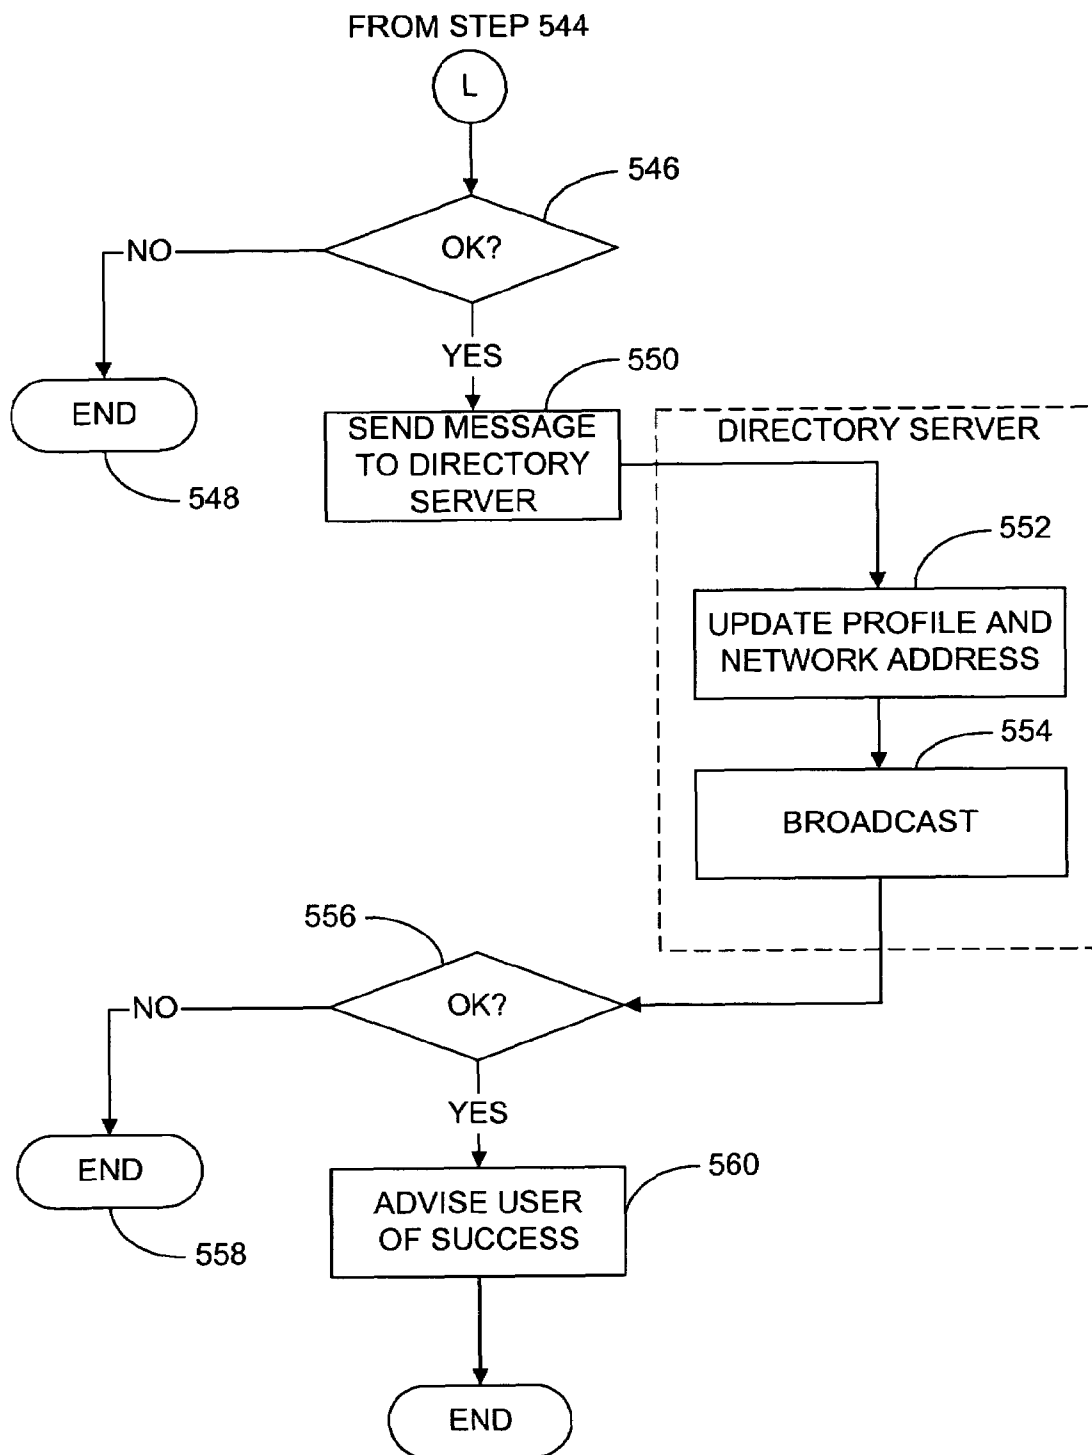 FROM STEP 544
L
546
OK?
NO
YES
550
END
548
SEND MESSAGE
TO DIRECTORY
SERVER
DIRECTORY SERVER
552
UPDATE PROFILE AND
NETWORK ADDRESS
554
BROADCAST
556
OK?
NO
YES
END
558
560
ADVISE USER
OF SUCCESS
END